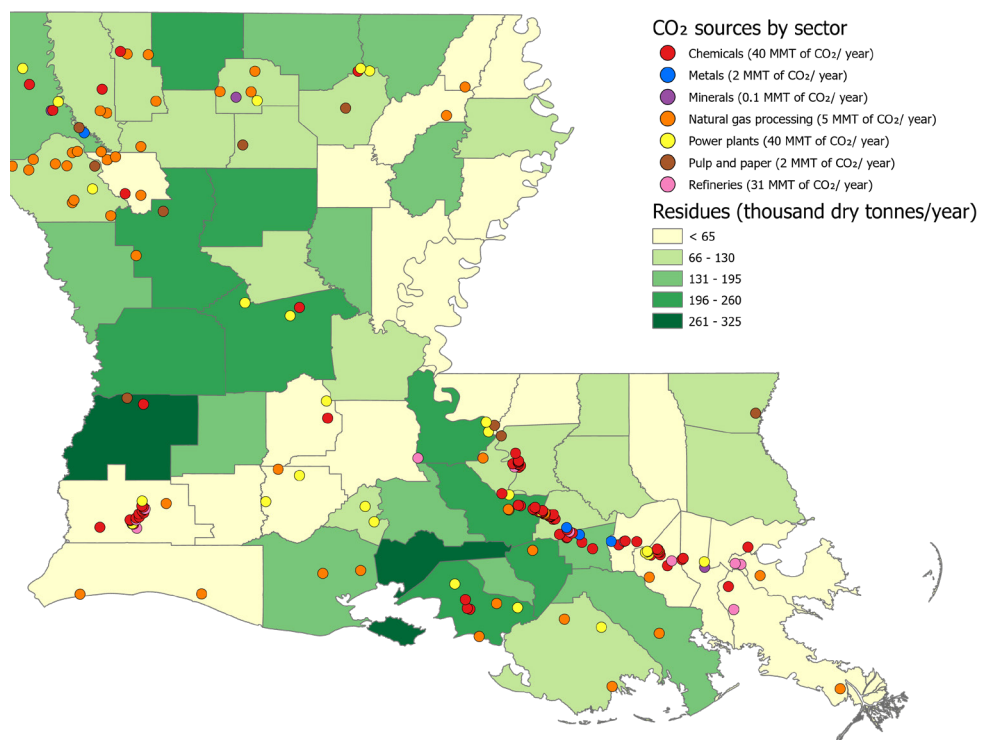 CO₂ sources by sector
Chemicals (40 MMT of CO₂/ year)
Metals (2 MMT of CO₂/ year)
Minerals (0.1 MMT of CO₂/ year)
Natural gas processing (5 MMT of CO₂/ year)
Power plants (40 MMT of CO₂/ year)
Pulp and paper (2 MMT of CO₂/ year)
Refineries (31 MMT of CO₂/ year)
Residues (thousand dry tonnes/year)
< 65
66 - 130
131 - 195
196 - 260
261 - 325